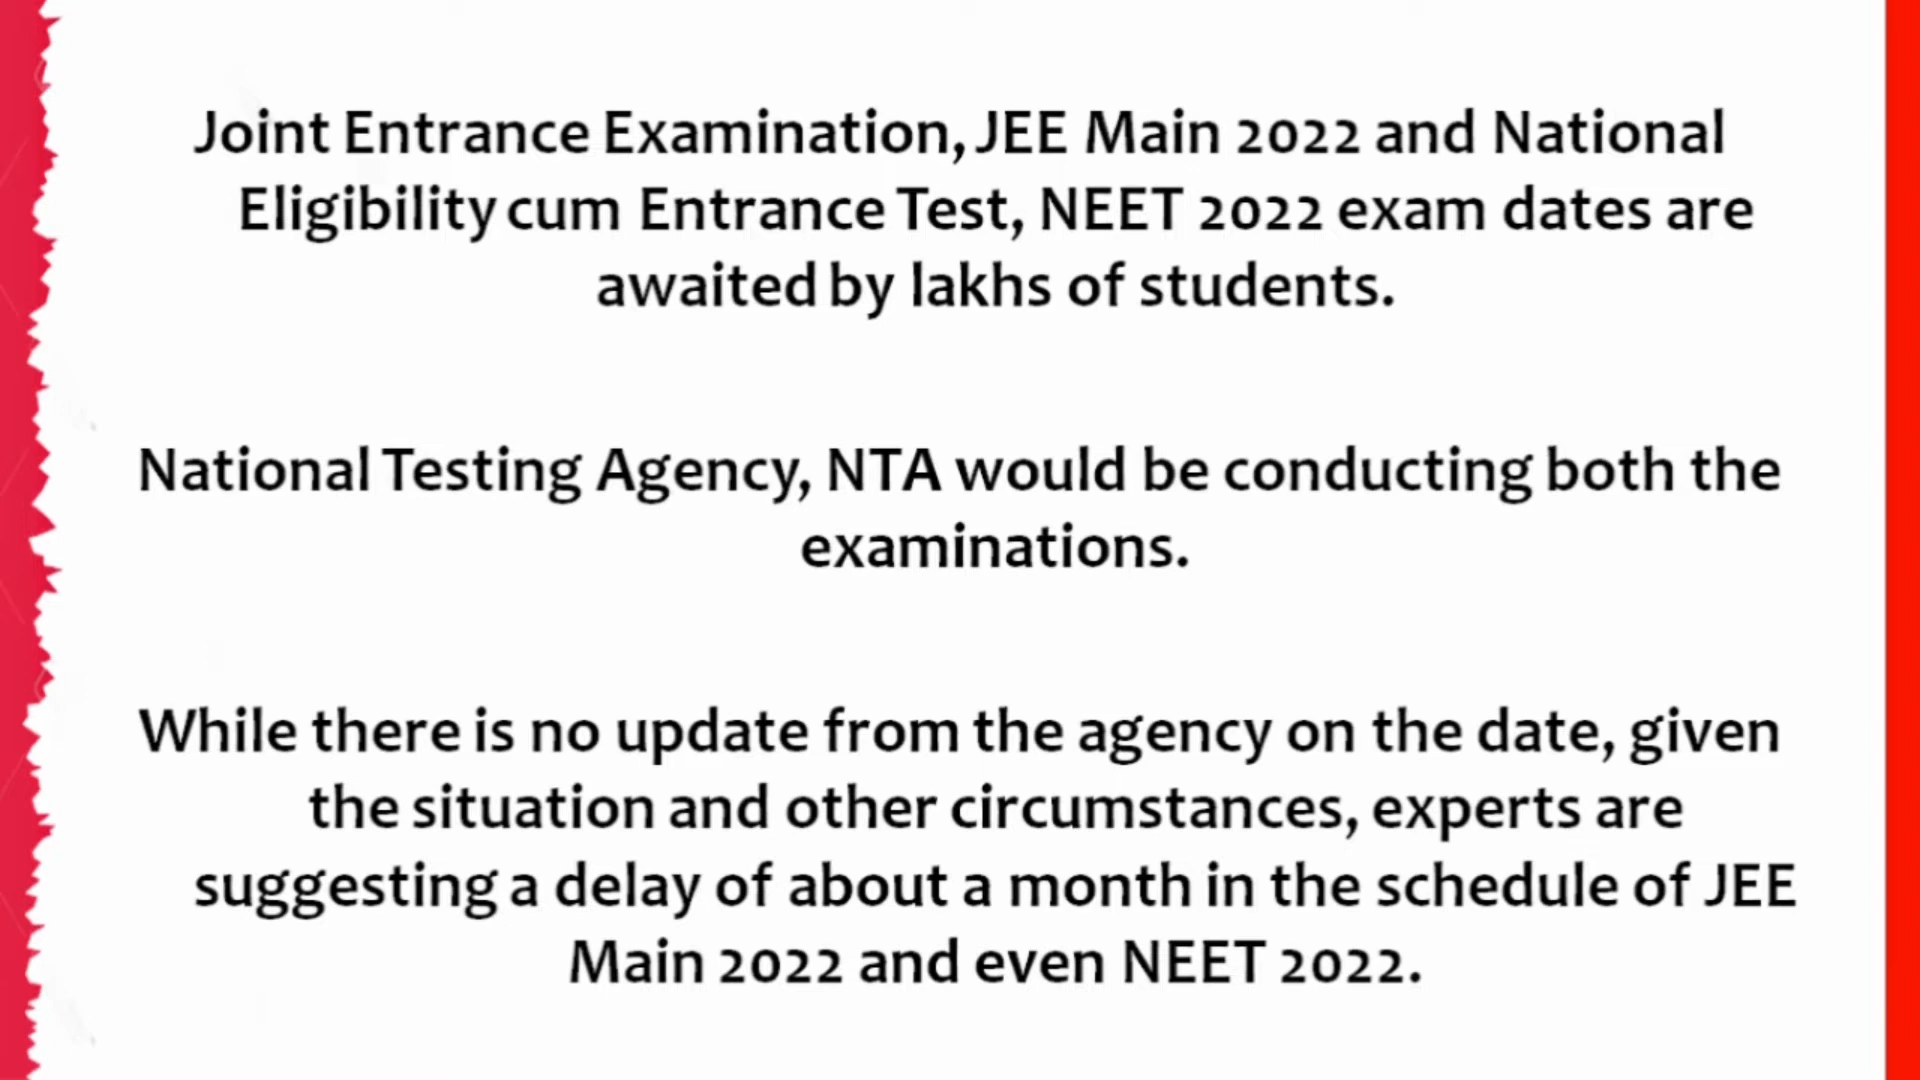 Joint Entrance Examination, JEE Main 2022 and National
Eligibility cum Entrance Test, NEET 2022 exam dates are
awaited by lakhs of students.
National Testing Agency, NTA would be conducting both the
examinations.
While there is no update from the agency on the date, given
the situation and other circumstances, experts are
suggesting a delay of about a month in the schedule of JEE
Main 2022 and even NEET 2022.